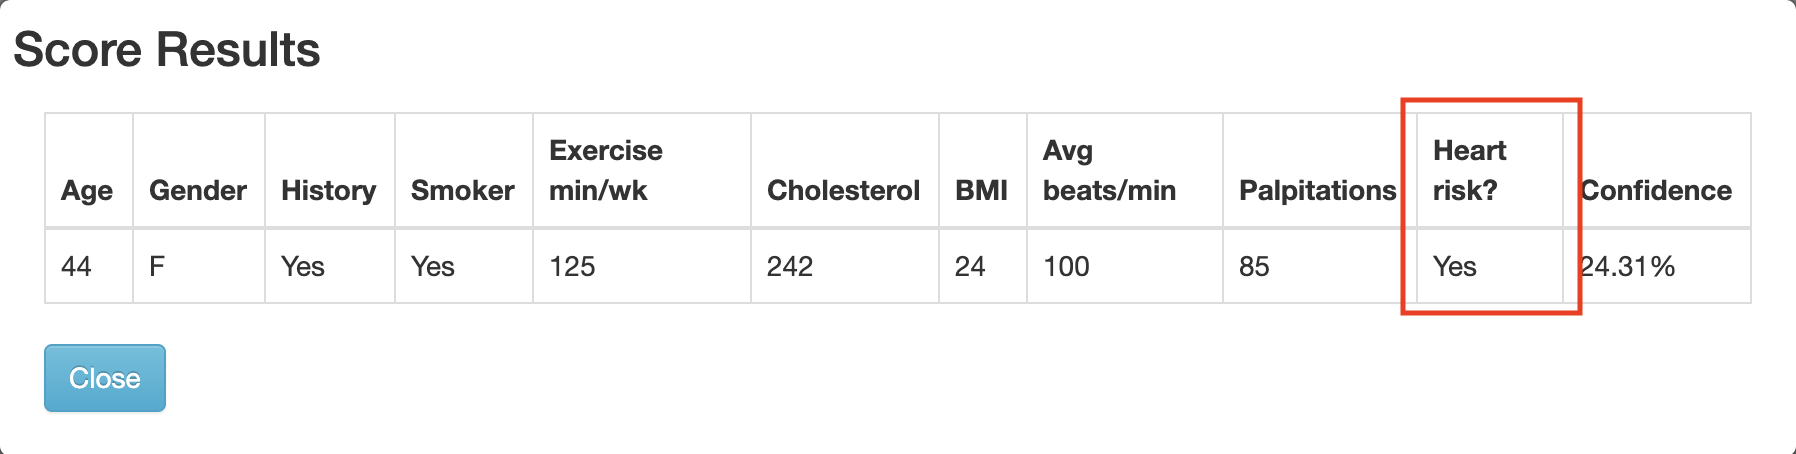 Score Results
Age Gender History Smoker Exercise min/wk Cholesterol BMI Avg beats/min Palpitations Heart risk? Confidence
44 F Yes Yes 125 242 24 100 85 Yes 24.31%
Close